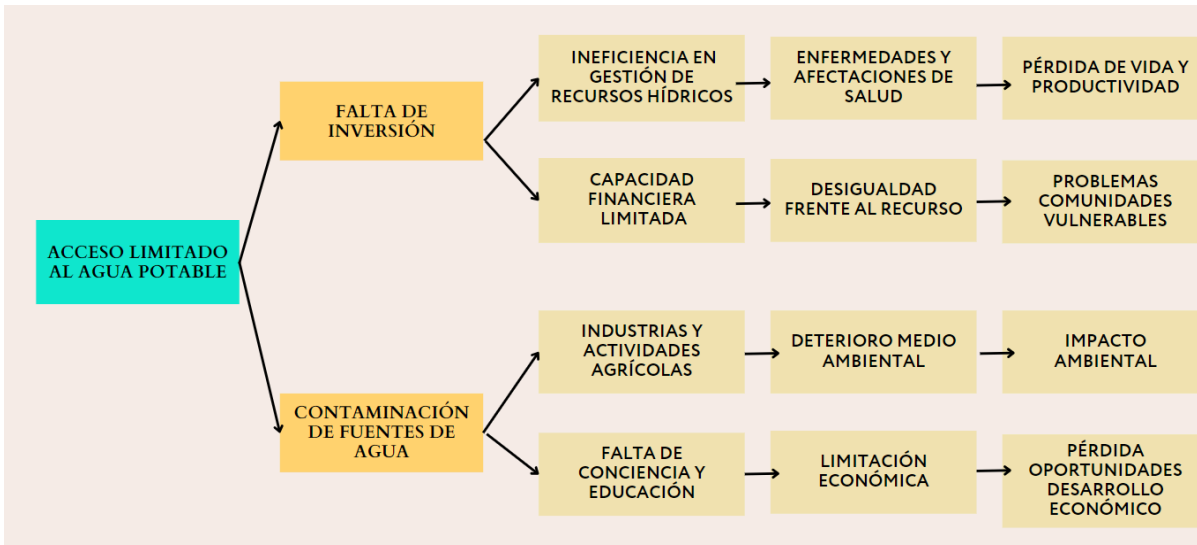 ACCESO LIMITADO
AL AGUA POTABLE
FALTA DE
INVERSIÓN
INEFICIENCIA EN
GESTIÓN DE
RECURSOS HÍDRICOS
ENFERMEDADES Y
AFECTACIONES DE
SALUD
PÉRDIDA DE VIDA Y
PRODUCTIVIDAD
CAPACIDAD
FINANCIERA
LIMITADA
DESIGUALDAD
FRENTE AL RECURSO
PROBLEMAS
COMUNIDADES
VULNERABLES
CONTAMINACIÓN
DE FUENTES DE
AGUA
INDUSTRIAS Y
ACTIVIDADES
AGRÍCOLAS
DETERIORO MEDIO
AMBIENTAL
IMPACTO
AMBIENTAL
FALTA DE
CONCIENCIA Y
EDUCACIÓN
LIMITACIÓN
ECONÓMICA
PÉRDIDA
OPORTUNIDADES
DESARROLLO
ECONÓMICO